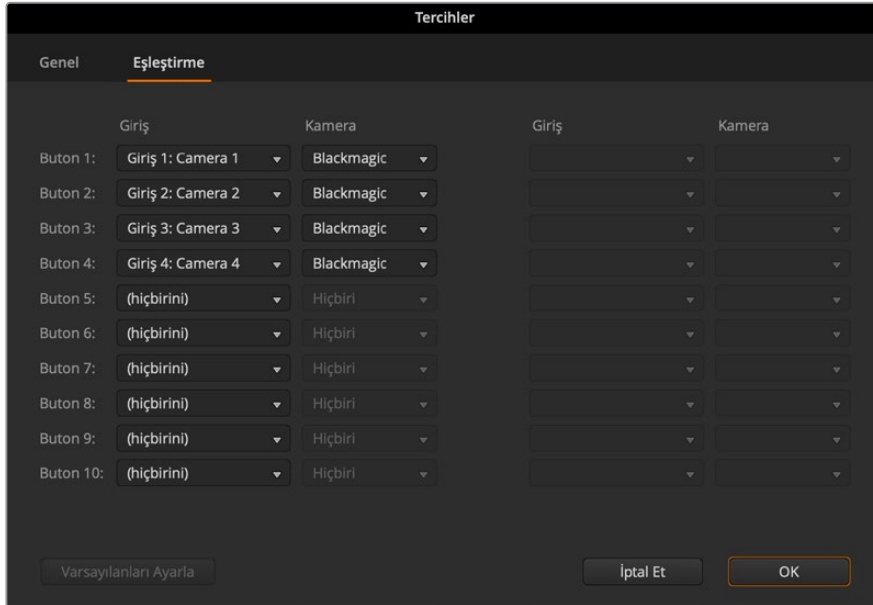 Tercihler
Genel Eşleştirme
Giriş Kamera Giriş Kamera
Buton 1: Giriş 1: Camera 1 Blackmagic
Buton 2: Giriş 2: Camera 2 Blackmagic
Buton 3: Giriş 3: Camera 3 Blackmagic
Buton 4: Giriş 4: Camera 4 Blackmagic
Buton 5: (hiçbirini) Hiçbiri
Buton 6: (hiçbirini) Hiçbiri
Buton 7: (hiçbirini) Hiçbiri
Buton 8: (hiçbirini) Hiçbiri
Buton 9: (hiçbirini) Hiçbiri
Buton 10: (hiçbirini) Hiçbiri
Varsayılanları Ayarla İptal Et OK